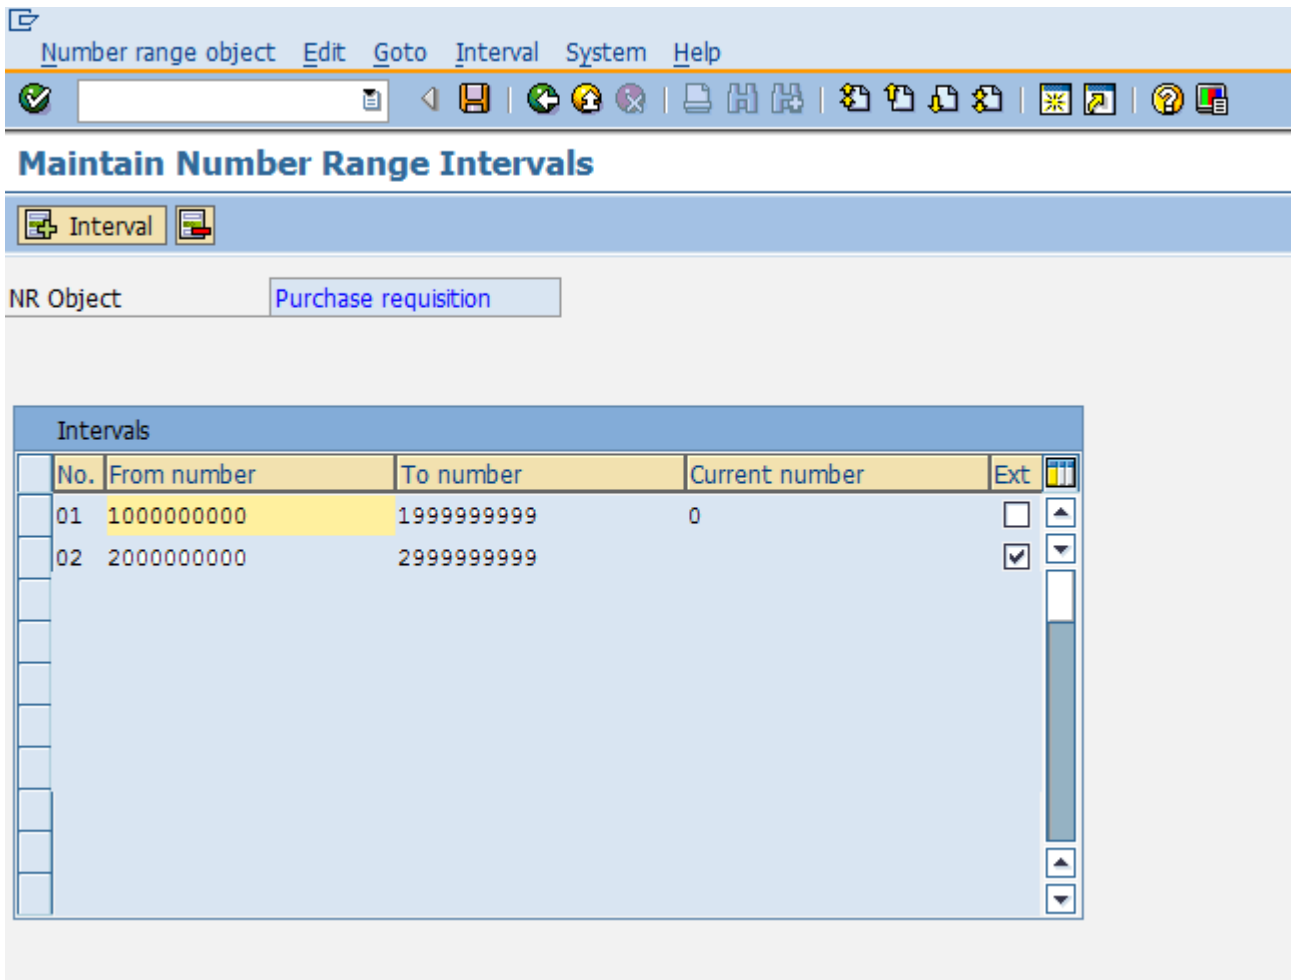 Number range object Edit Goto Interval System Help
Maintain Number Range Intervals
Interval
NR Object Purchase requisition
Intervals
No. From number To number Current number Ext
01 1000000000 1999999999 0
02 2000000000 2999999999